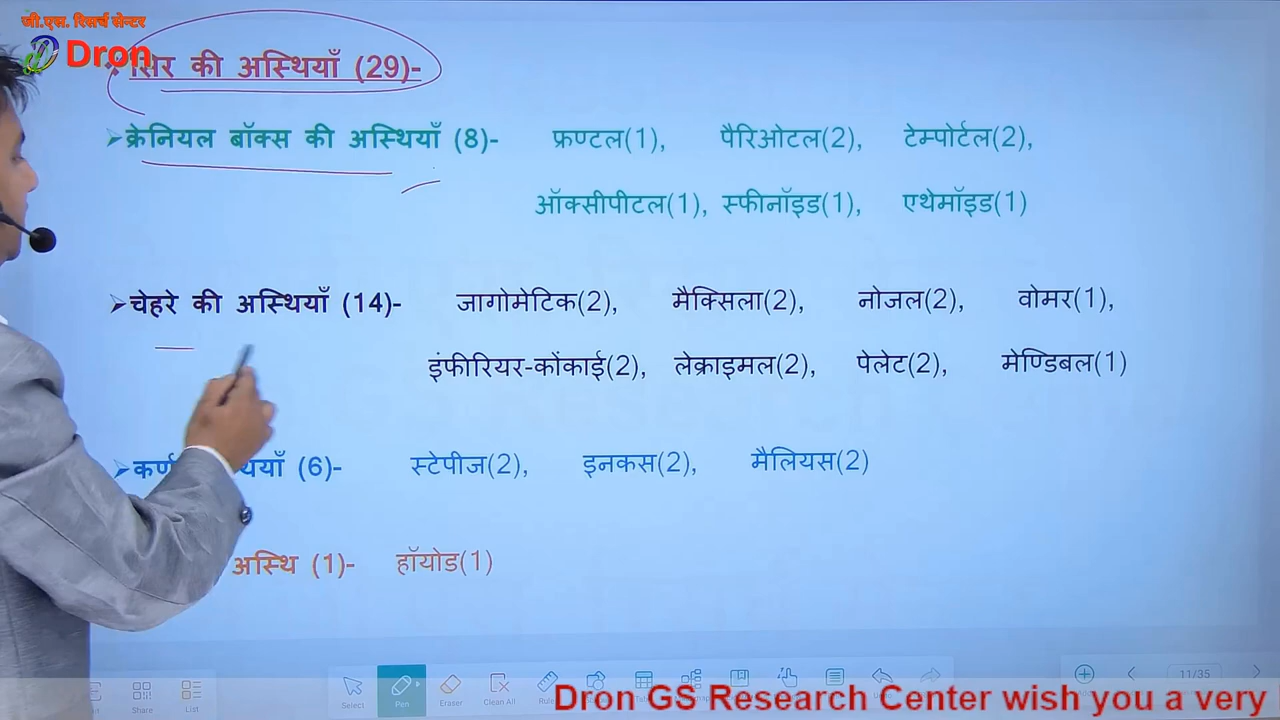 जी.एस. रिसर्च सेन्टर
Dron
सिर की अस्थियाँ (29)-
➢क्रेनियल बॉक्स की अस्थियाँ (8)- फ्रण्टल(1), पैरिओटल(2), टेम्पोर्टल(2),
ऑक्सीपीटल(1), स्फीनॉइड(1), एथेमॉइड(1)
➢चेहरे की अस्थियाँ (14)- जागोमेटिक(2), मैक्सिला(2), नोजल(2), वोमर(1),
इंफीरियर-कोंकाई(2), लेक्राइमल(2), पेलेट(2), मेण्डिबल(1)
(6)- स्टेपीज(2), इनकस(2), मैलियस(2)
अस्थि (1)- हॉयोड(1)
Share List Select Pen Eraser Clean All 11/35
Dron GS Research Center wish you a very